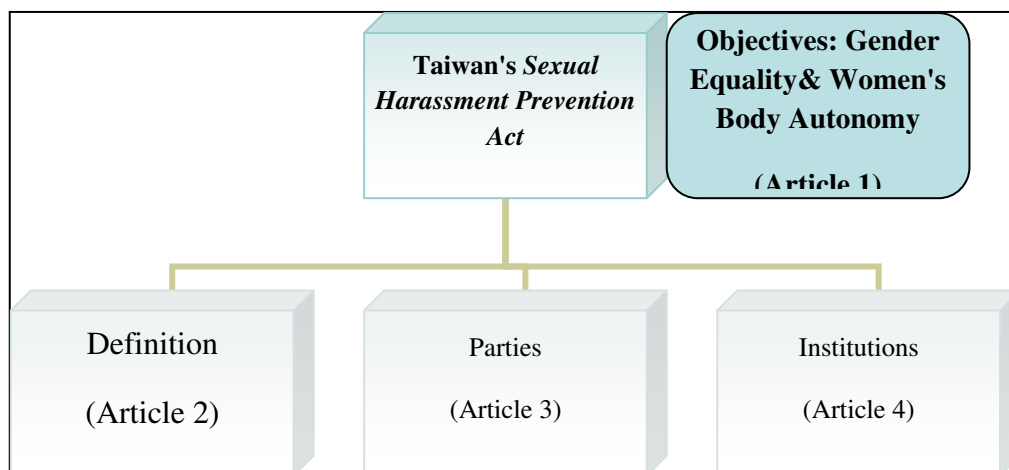 Taiwan's Sexual
Harassment Prevention
Act
Objectives: Gender
Equality& Women's
Body Autonomy
(Article 1)
Definition
(Article 2)
Parties
(Article 3)
Institutions
(Article 4)